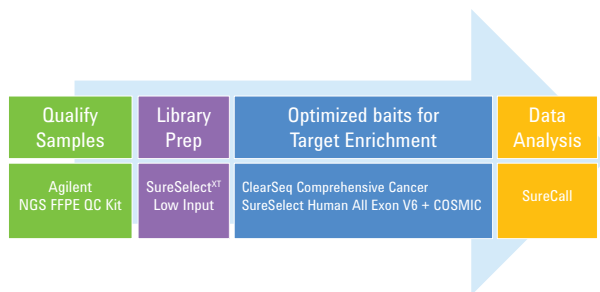 Qualify
Samples
Library
Prep
Optimized baits for
Target Enrichment
Data
Analysis
Agilent
NGS FFPE QC Kit
SureSelectXT
Low Input
ClearSeq Comprehensive Cancer
SureSelect Human All Exon V6 + COSMIC
SureCall